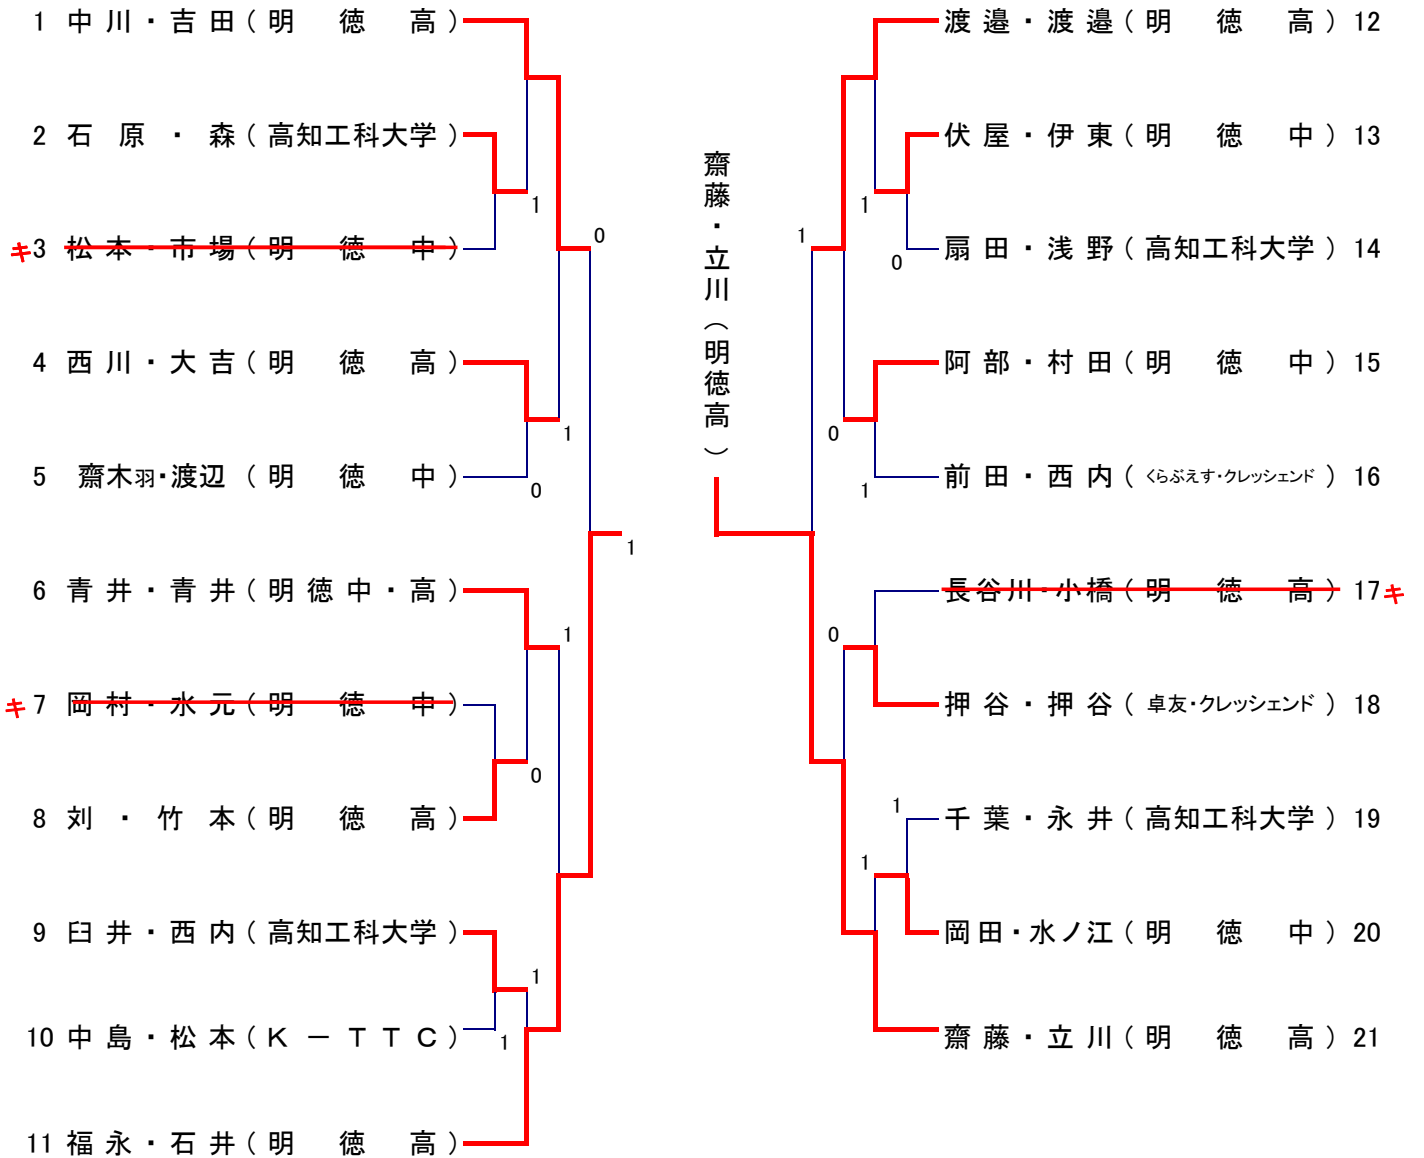 1 中川・吉田(明徳高)
2 石原・森(高知工科大学)
1
キ3 松本・市場(明徳中)
0
4 西川・大吉(明徳高)
1
5 齋木羽・渡辺(明徳中)
0
1
6 青井・青井(明徳中・高)
1
キ7 岡村・水元(明徳中)
0
8 刘・竹本(明徳高)
9 臼井・西内(高知工科大学)
1
10 中島・松本(K-TTC)
1
11 福永・石井(明徳高)
齋藤・立川(明徳高)
渡邉・渡邉(明徳高)12
伏屋・伊東(明徳中)13
1
1
扇田・浅野(高知工科大学)14
0
阿部・村田(明徳中)15
0
前田・西内(くらぶえす・クレッシェンド)16
1
長谷川・小橋(明徳高)17キ
0
押谷・押谷(卓友・クレッシェンド)18
1
千葉・永井(高知工科大学)19
1
岡田・水ノ江(明徳中)20
齋藤・立川(明徳高)21